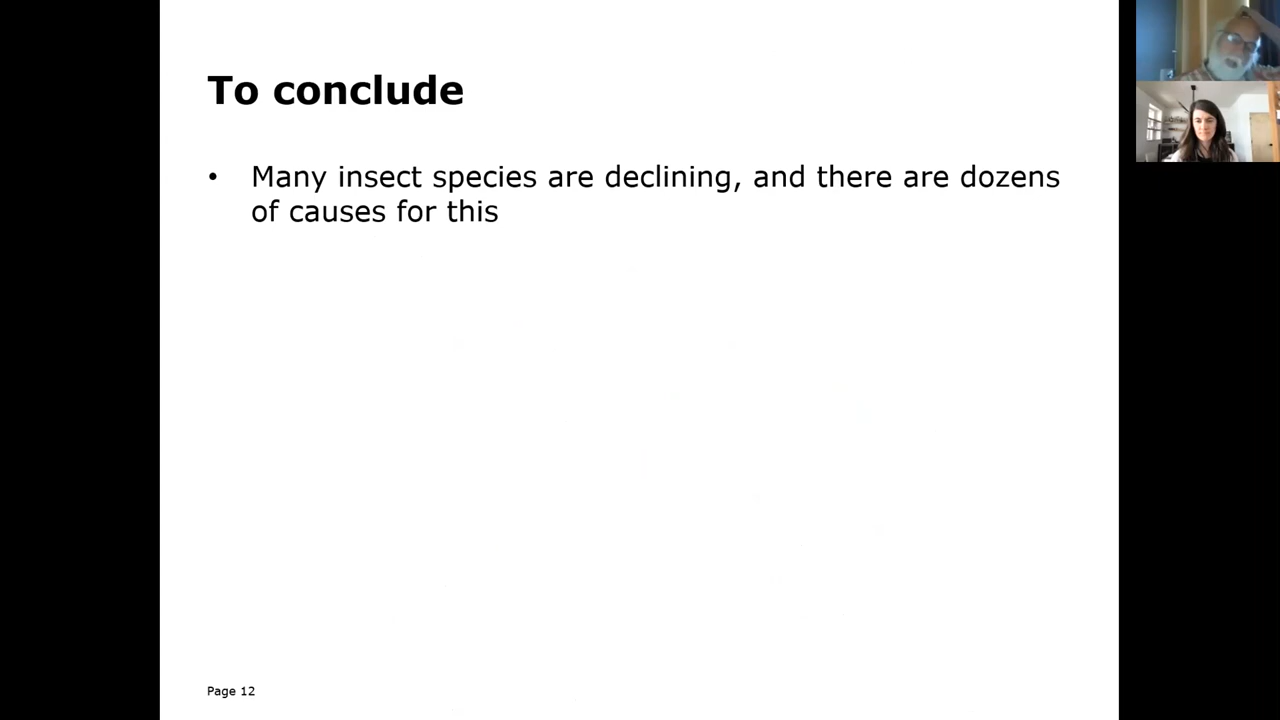 To conclude
• Many insect species are declining, and there are dozens
of causes for this
Page 12